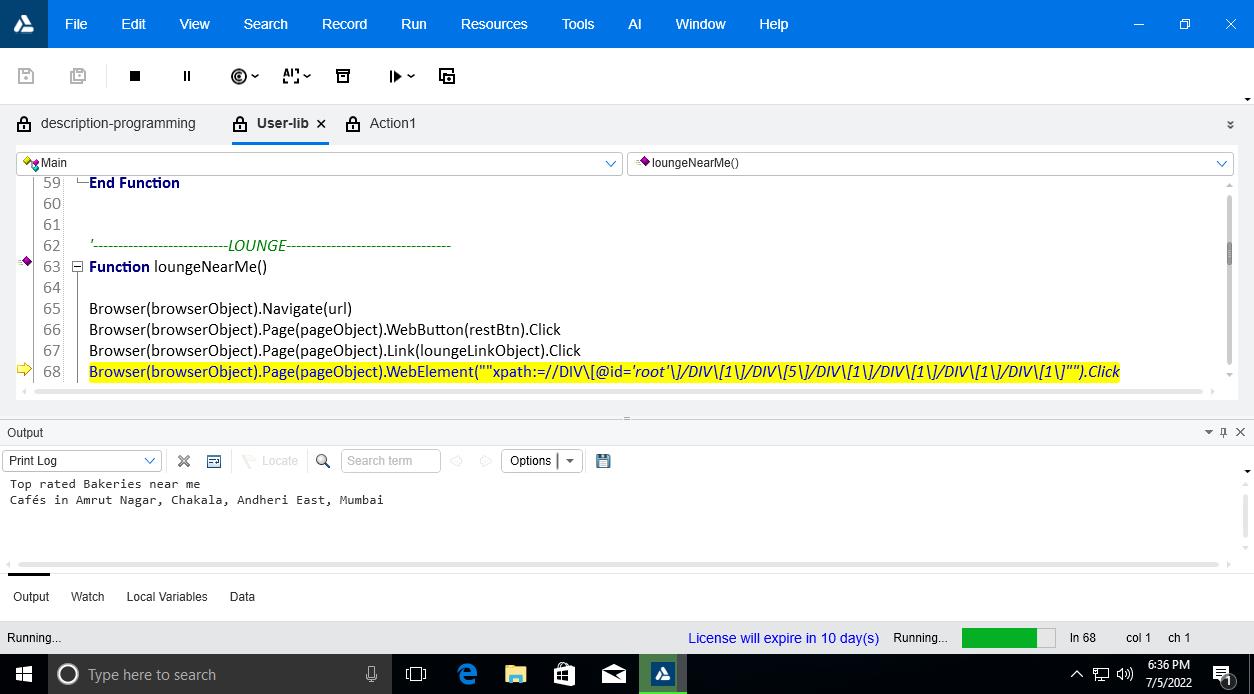 File Edit View Search Record Run Resources Tools AI Window Help
description-programming User-lib Action1
Main loungeNearMe()
59 End Function
60
61
62 '---------------------------LOUNGE---------------------------------
63 Function loungeNearMe()
64
65 Browser(browserObject).Navigate(url)
66 Browser(browserObject).Page(pageObject).WebButton(restBtn).Click
67 Browser(browserObject).Page(pageObject).Link(loungeLinkObject).Click
68 Browser(browserObject).Page(pageObject).WebElement(""xpath:=//DIV\[@id='root'\]/DIV\[1\]/DIV\[5\]/DIV\[1\]/DIV\[1\]/DIV\[1\]/DIV\[1\]"").Click
Output
Print Log Locate Search term Options
Top rated Bakeries near me
Cafés in Amrut Nagar, Chakala, Andheri East, Mumbai
Output Watch Local Variables Data
Running... License will expire in 10 day(s) Running... ln 68 col 1 ch 1
Type here to search
6:36 PM
7/5/2022
1